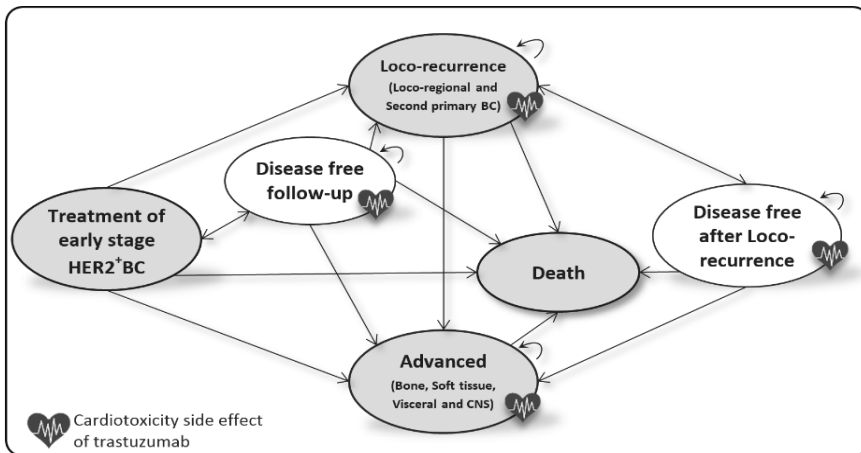 Loco-recurrence
(Loco-regional and
Second primary BC)
Disease free
follow-up
Treatment of
early stage
HER2⁺BC
Disease free
after Loco-
recurrence
Death
Advanced
(Bone, Soft tissue,
Visceral and CNS)
Cardiotoxicity side effect
of trastuzumab